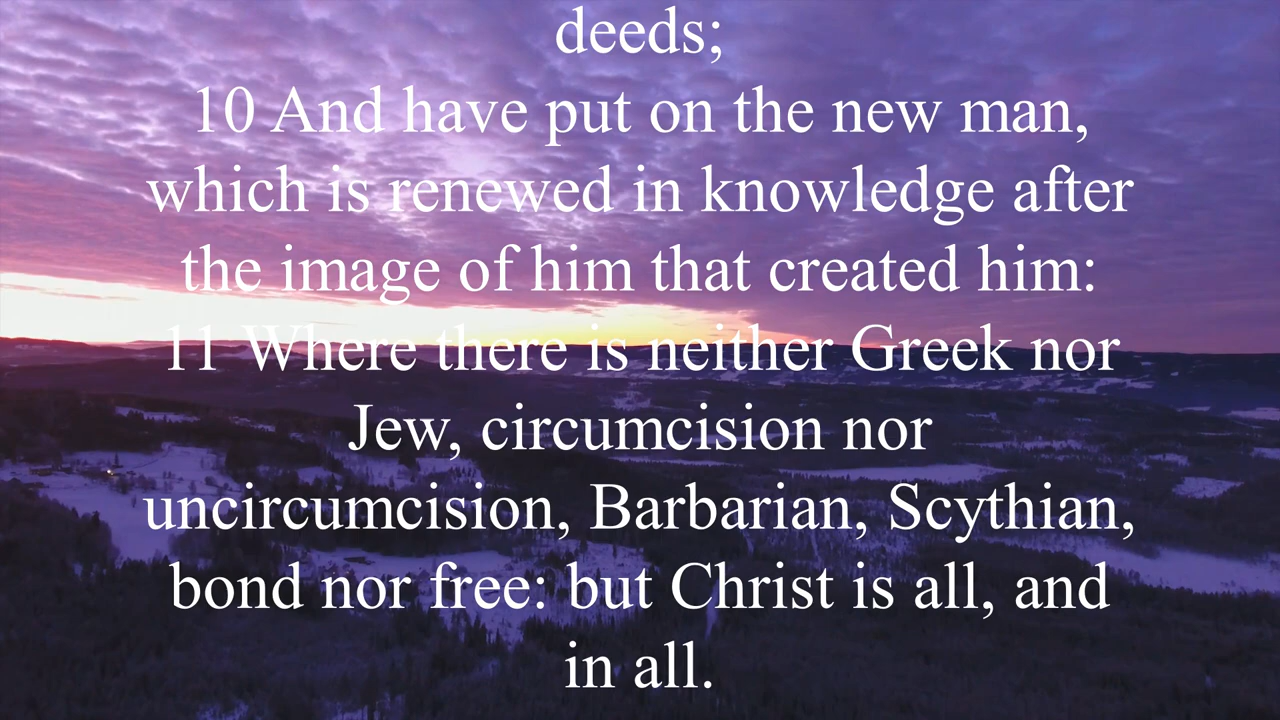 deeds;
10 And have put on the new man,
which is renewed in knowledge after
the image of him that created him:
11 Where there is neither Greek nor
Jew, circumcision nor
uncircumcision, Barbarian, Scythian,
bond nor free: but Christ is all, and
in all.